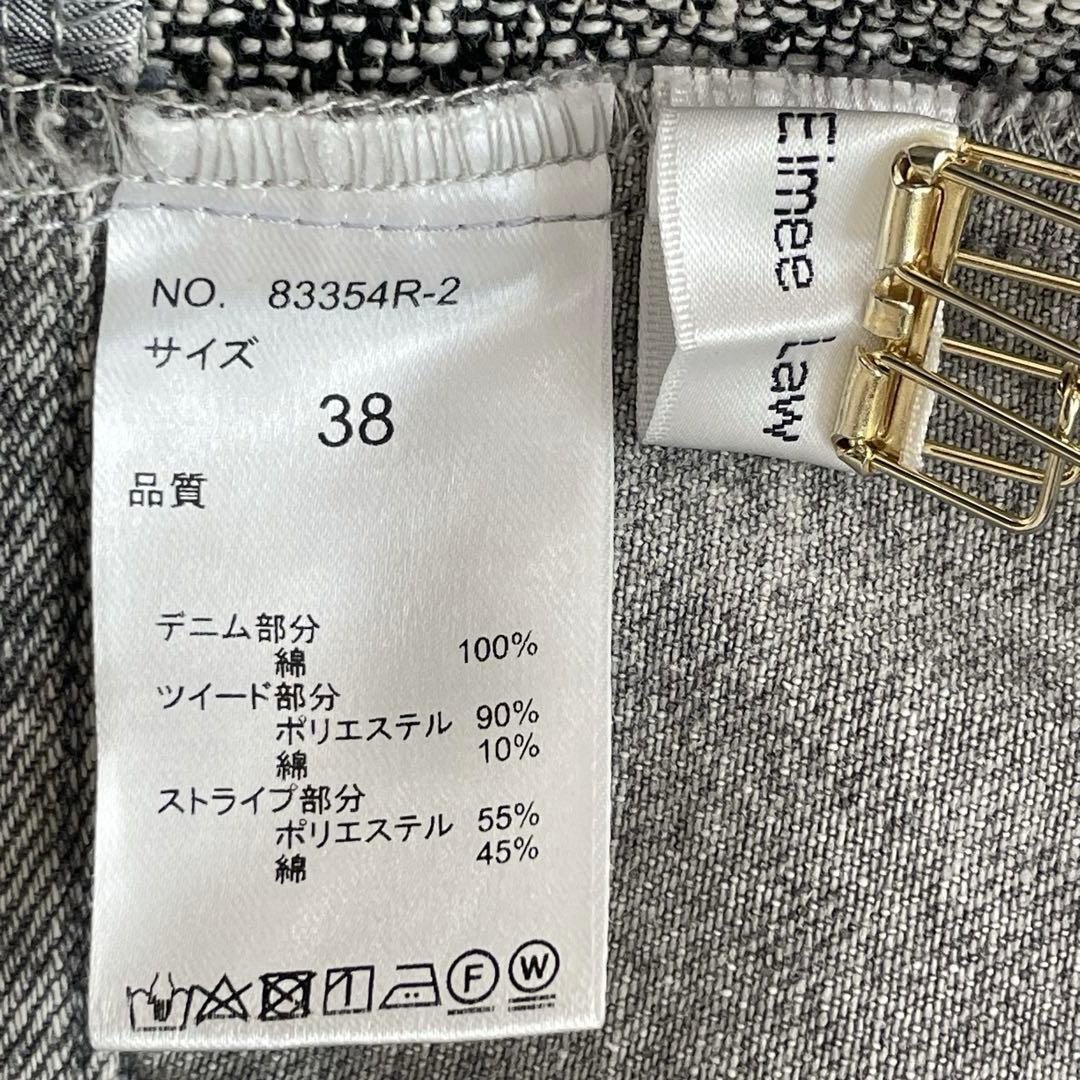 NO. 83354R-2
サイズ
38
品質
デニム部分
綿 100%
ツイード部分
ポリエステル 90%
綿 10%
ストライプ部分
ポリエステル 55%
綿 45%
F
W
Eimee Law